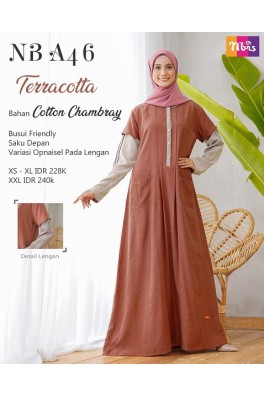 NB A46
Nbrs
Terracotta
Bahan Cotton Chambray
Busui Friendly
Saku Depan
Variasi Opnaisel Pada Lengan
XS - XL IDR 228K
XXL IDR 240k
Detail Lengan